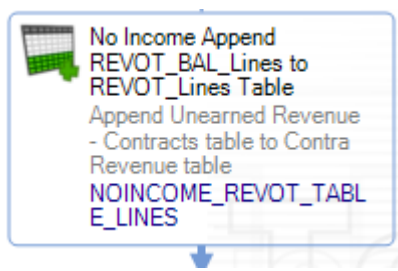 No Income Append
REVOT_BAL_Lines to
REVOT_Lines Table
Append Unearned Revenue
- Contracts table to Contra
Revenue table
NOINCOME_REVOT_TABL
E_LINES